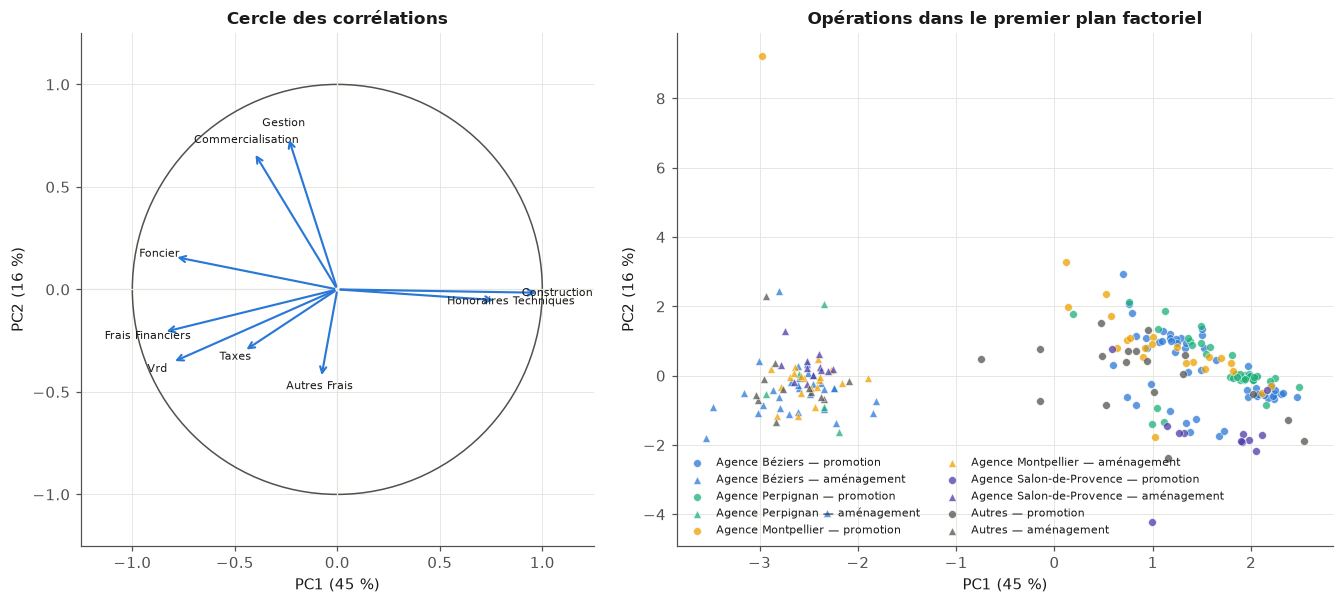 Cercle des corrélations
1.0
0.5
0.0
−0.5
−1.0
PC2 (16 %)
Gestion
Commercialisation
Foncier
Construction
Honoraires Techniques
Frais Financiers
Taxes
Vrd
Autres Frais
−1.0
−0.5
0.0
0.5
1.0
PC1 (45 %)
Opérations dans le premier plan factoriel
8
6
4
2
0
−2
−4
PC2 (16 %)
Agence Béziers — promotion
Agence Béziers — aménagement
Agence Perpignan — promotion
Agence Perpignan — aménagement
Agence Montpellier — promotion
Agence Montpellier — aménagement
Agence Salon-de-Provence — promotion
Agence Salon-de-Provence — aménagement
Autres — promotion
Autres — aménagement
−3
−2
−1
0
1
2
PC1 (45 %)